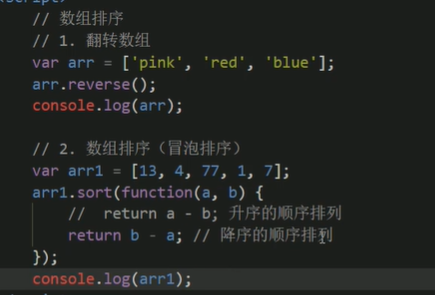 // 数组排序
// 1. 翻转数组
var arr = ['pink', 'red', 'blue'];
arr.reverse();
console.log(arr);
// 2. 数组排序（冒泡排序）
var arr1 = [13, 4, 77, 1, 7];
arr1.sort(function(a, b) {
//  return a - b; 升序的顺序排列
return b - a; // 降序的顺序排列
});
console.log(arr1);